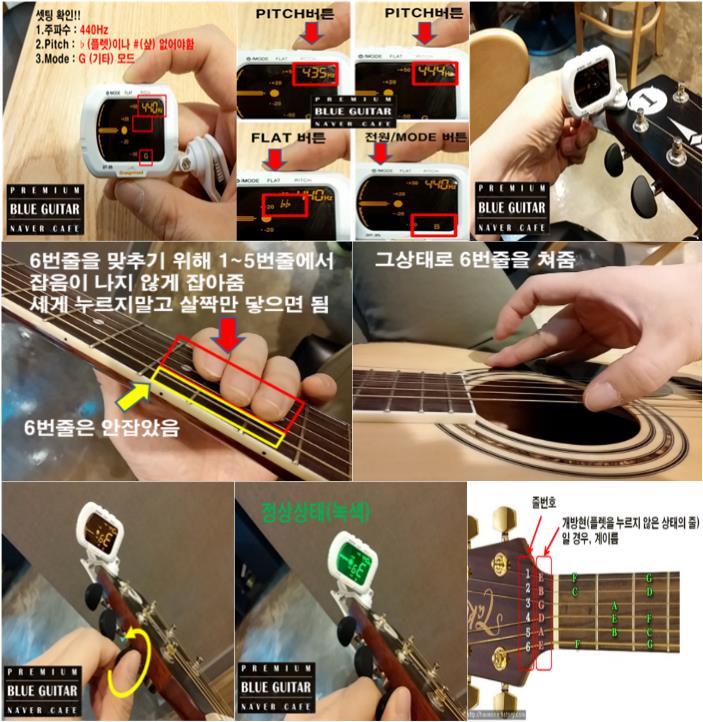 셋팅 확인!!
1.주파수 : 440Hz
2.Pitch : ♭(플렛)이나 #(샾) 없어야함
3.Mode : G (기타) 모드
⏻/MODE FLAT PITCH
440Hz
G
PREMIUM
BLUE GUITAR
NAVER CAFE
PITCH버튼
435Hz
PITCH버튼
444Hz
PREMIUM
BLUE GUITAR
NAVER CAFE
FLAT 버튼
440Hz
♭♭
전원/MODE 버튼
440Hz
B
PREMIUM
BLUE GUITAR
NAVER CAFE
6번줄을 맞추기 위해 1~5번줄에서
잡음이 나지 않게 잡아줌
세게 누르지말고 살짝만 닿으면 됨
6번줄은 안잡았음
그상태로 6번줄을 쳐줌
PREMIUM
BLUE GUITAR
NAVER CAFE
정상상태(녹색)
6E
PREMIUM
BLUE GUITAR
NAVER CAFE
줄번호
개방현(플렛을 누르지 않은 상태의 줄)
일 경우, 계이름
1 E F G
2 B C D
3 G A
4 D E F
5 A B C
6 E F G